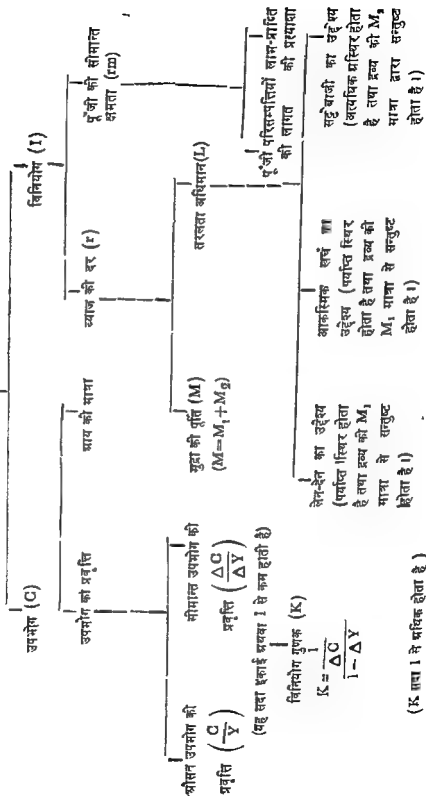 उपभोग (C)
विनियोग (I)
उपभोग की प्रवृत्ति
आय की मात्रा
ब्याज की दर (r)
पूँजी की सीमान्त
क्षमता (rm)
औसत उपभोग की
प्रवृत्ति (C/Y)
सीमान्त उपभोग की
प्रवृत्ति (ΔC/ΔY)
(यह सदा इकाई अथवा 1 से कम होती है)
विनियोग गुणक (K)
K = 1/(1 − ΔC/ΔY)
(K सदा 1 से अधिक होता है)
मुद्रा की पूर्ति (M)
(M=M₁+M₂)
तरलता अधिमान(L)
पूँजी परिसम्पत्तियों
की लागत
लाभ-प्राप्ति
की प्रत्याशा
लेन-देन का उद्देश्य
(पर्याप्त स्थिर होता
है तथा द्रव्य की M₁
मात्रा से सन्तुष्ट
होता है।)
आकस्मिक खर्च का
उद्देश्य (पर्याप्त स्थिर
होता है तथा द्रव्य की
M₁ मात्रा से सन्तुष्ट
होता है।)
सट्टेबाजी का उद्देश्य
(अत्यधिक अस्थिर होता
है तथा द्रव्य की M₂
मात्रा द्वारा सन्तुष्ट
होता है।)